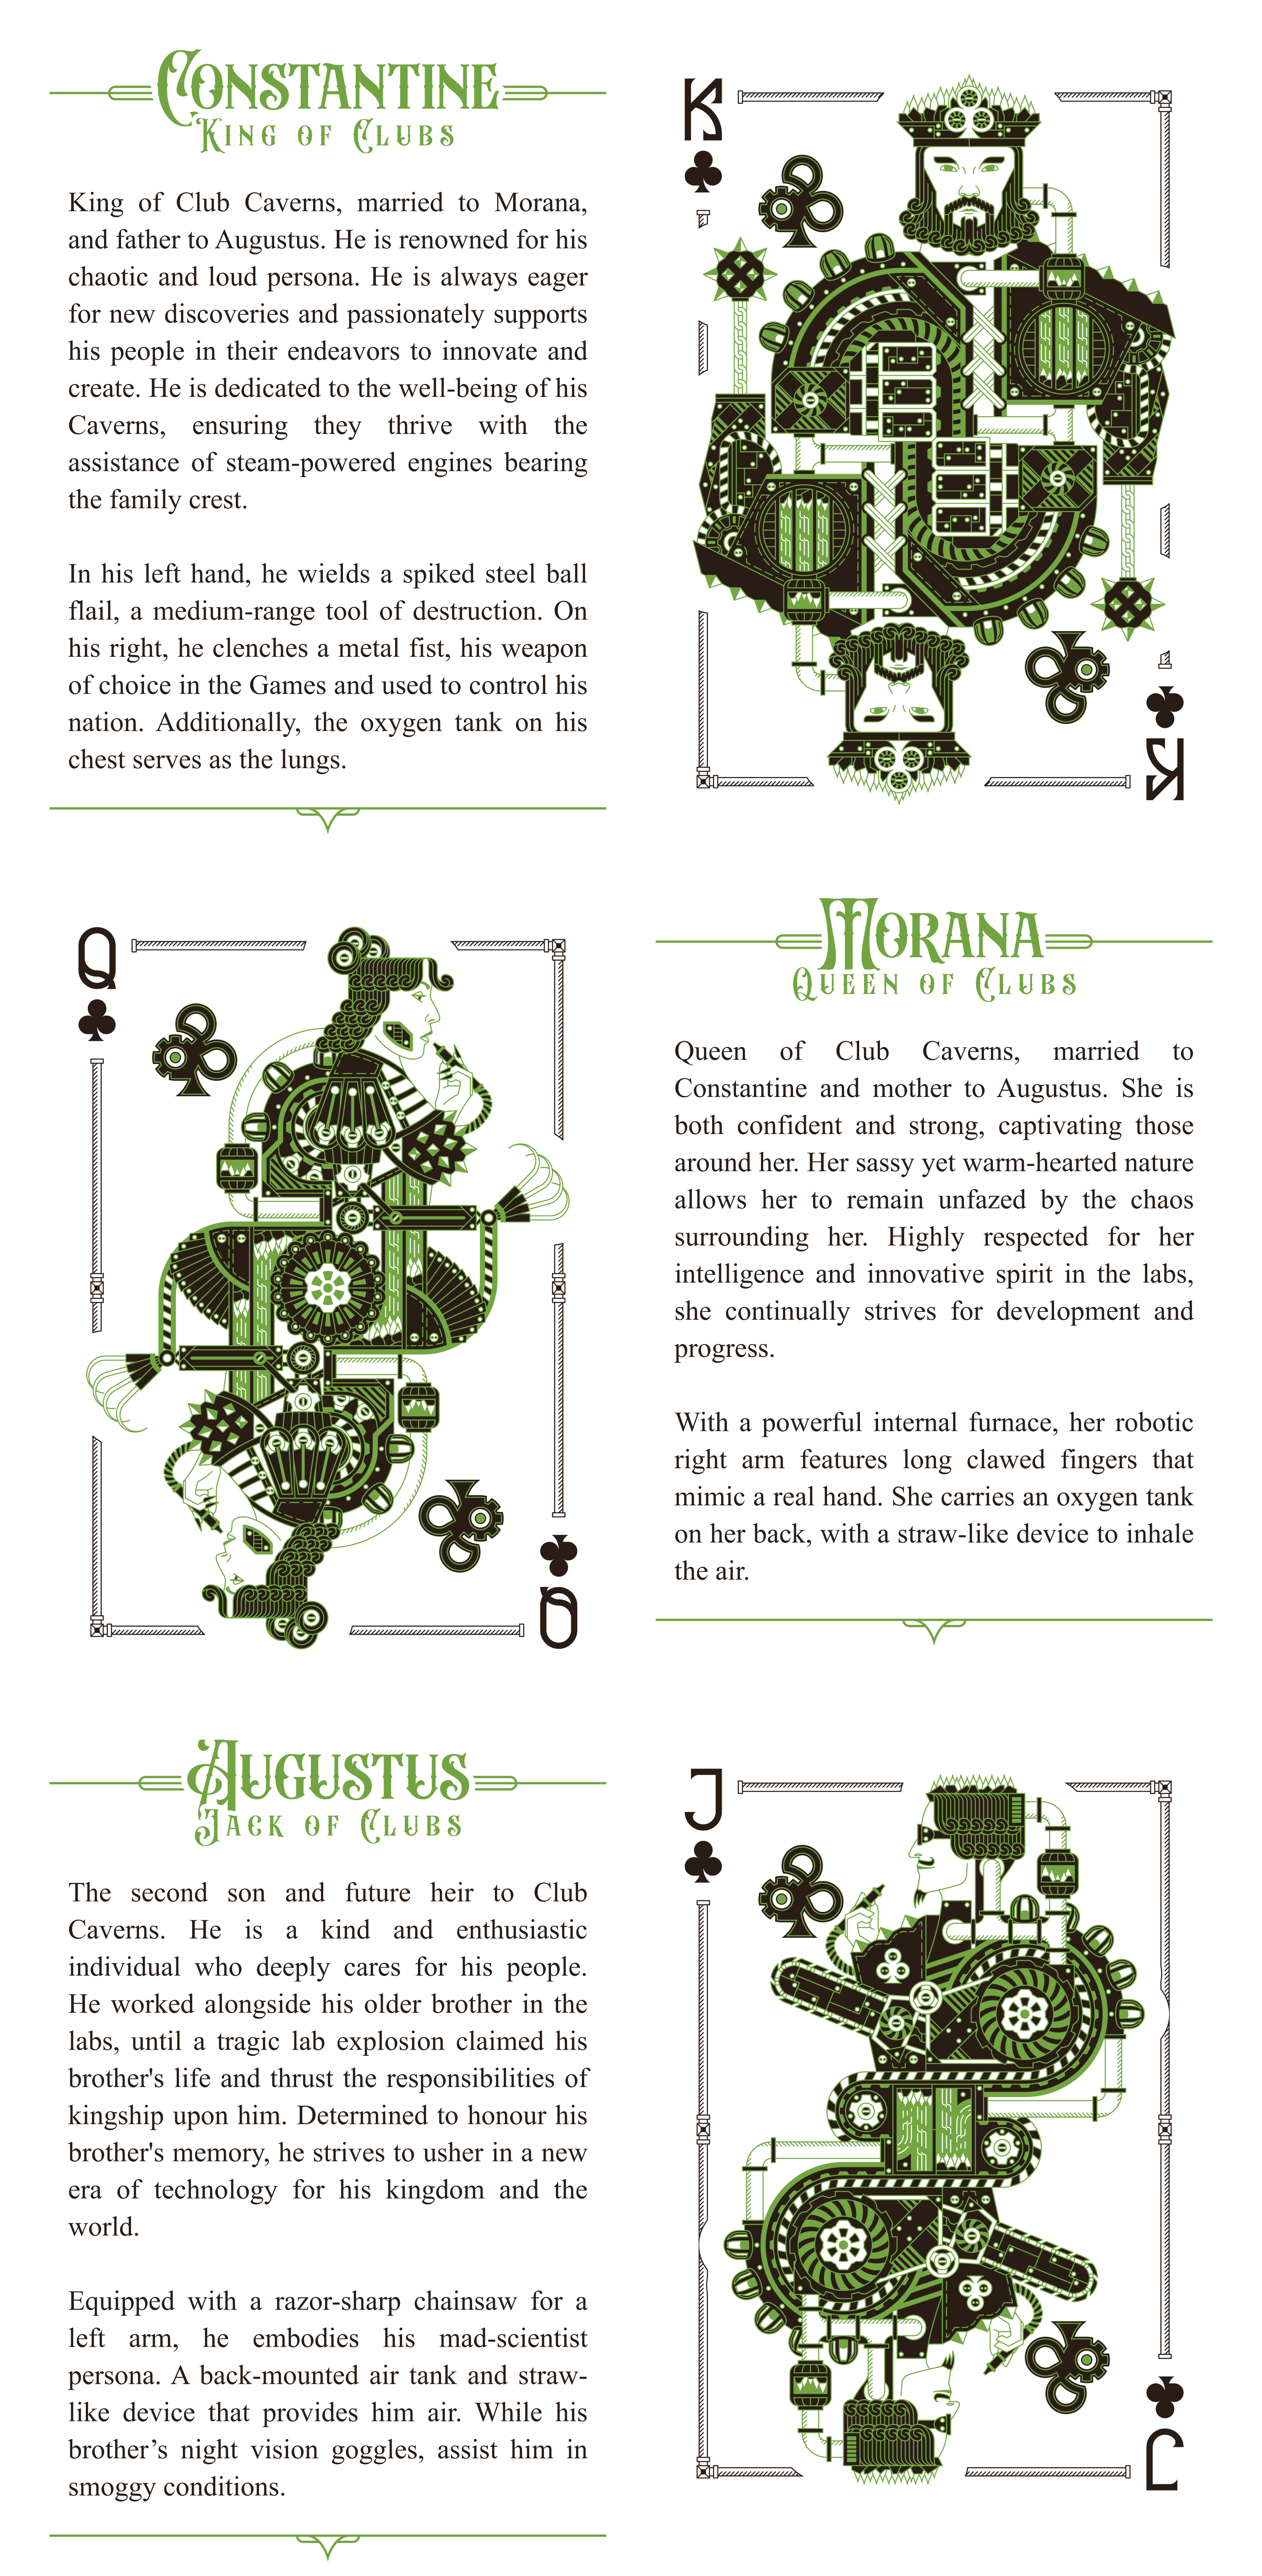 Constantine
King of Clubs
King of Club Caverns, married to Morana,
and father to Augustus. He is renowned for his
chaotic and loud persona. He is always eager
for new discoveries and passionately supports
his people in their endeavors to innovate and
create. He is dedicated to the well-being of his
Caverns, ensuring they thrive with the
assistance of steam-powered engines bearing
the family crest.
In his left hand, he wields a spiked steel ball
flail, a medium-range tool of destruction. On
his right, he clenches a metal fist, his weapon
of choice in the Games and used to control his
nation. Additionally, the oxygen tank on his
chest serves as the lungs.
K
K
Q
Q
Morana
Queen of Clubs
Queen of Club Caverns, married to
Constantine and mother to Augustus. She is
both confident and strong, captivating those
around her. Her sassy yet warm-hearted nature
allows her to remain unfazed by the chaos
surrounding her. Highly respected for her
intelligence and innovative spirit in the labs,
she continually strives for development and
progress.
With a powerful internal furnace, her robotic
right arm features long clawed fingers that
mimic a real hand. She carries an oxygen tank
on her back, with a straw-like device to inhale
the air.
Augustus
Jack of Clubs
The second son and future heir to Club
Caverns. He is a kind and enthusiastic
individual who deeply cares for his people.
He worked alongside his older brother in the
labs, until a tragic lab explosion claimed his
brother's life and thrust the responsibilities of
kingship upon him. Determined to honour his
brother's memory, he strives to usher in a new
era of technology for his kingdom and the
world.
Equipped with a razor-sharp chainsaw for a
left arm, he embodies his mad-scientist
persona. A back-mounted air tank and straw-
like device that provides him air. While his
brother’s night vision goggles, assist him in
smoggy conditions.
J
J